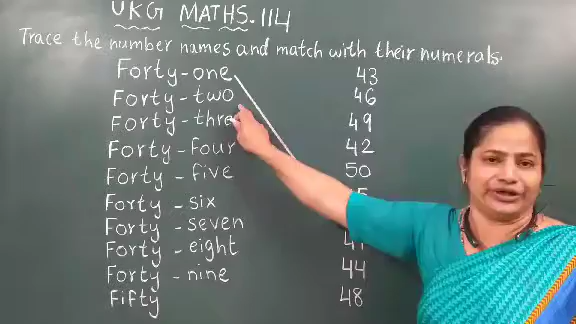 UKG MATHS. 114
Trace the number names and match with their numerals.
Forty-one 43
Forty-two 46
Forty-three 49
Forty-four 42
Forty-five 50
Forty-six
Forty-seven
Forty-eight
Forty-nine 44
Fifty 48